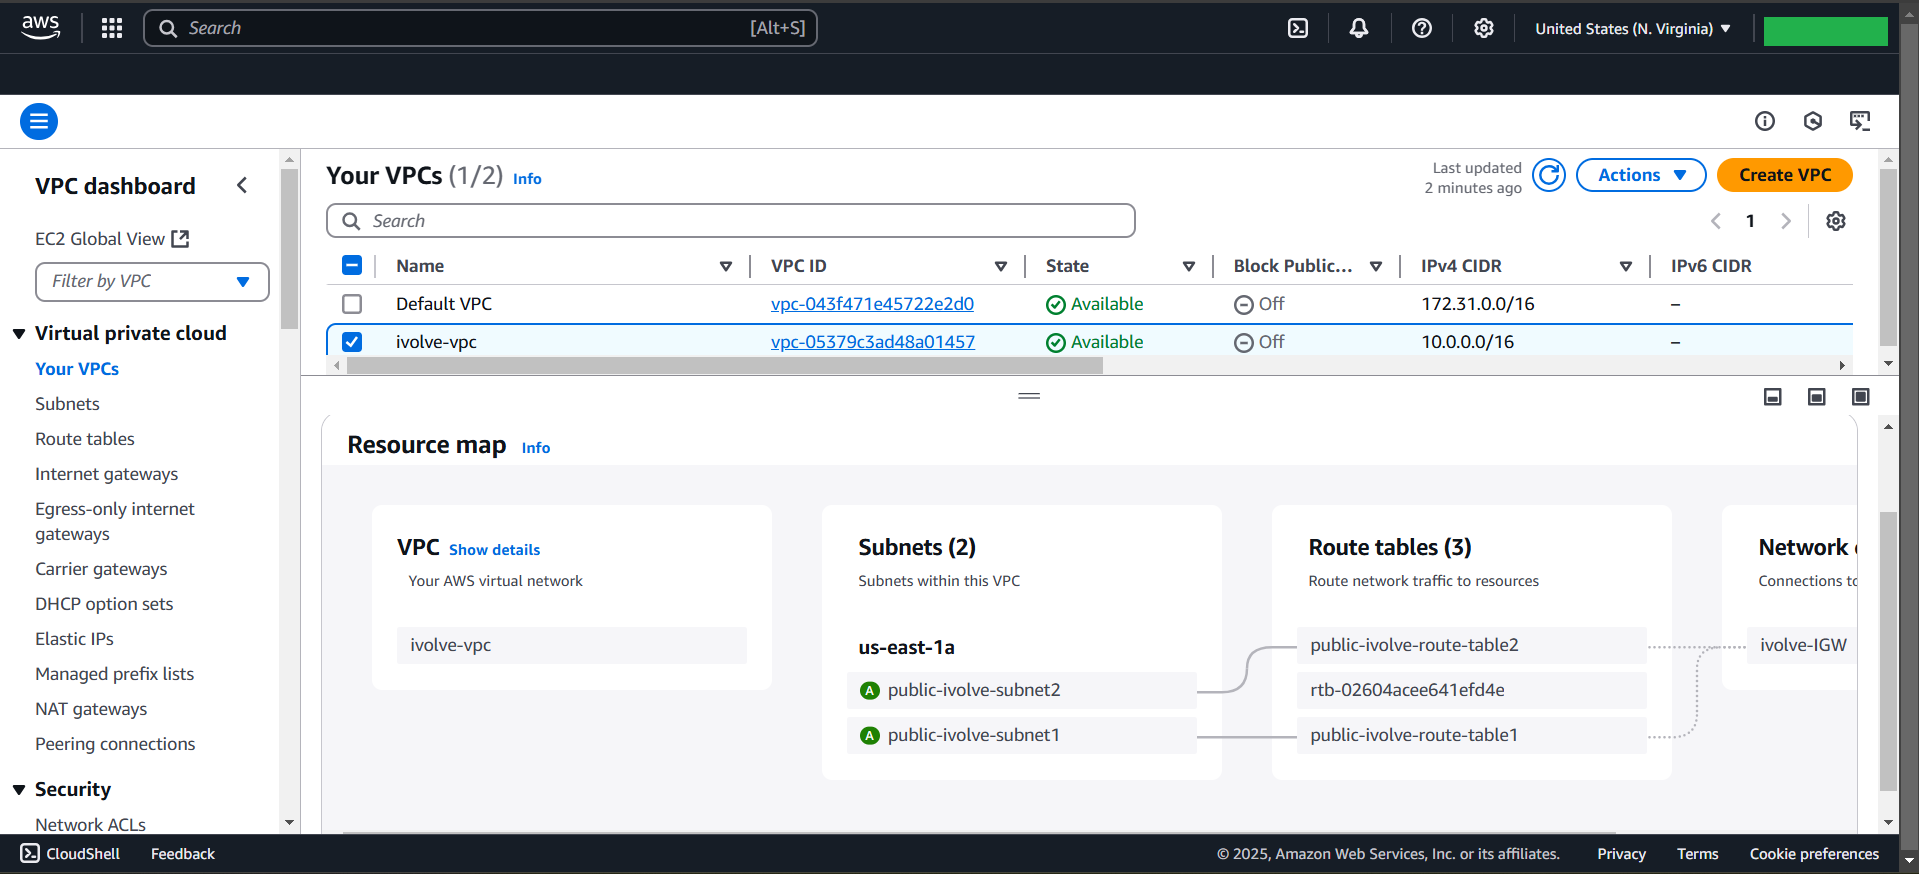 aws
Search [Alt+S]
United States (N. Virginia)
VPC dashboard
EC2 Global View
Filter by VPC
Virtual private cloud
Your VPCs
Subnets
Route tables
Internet gateways
Egress-only internet
gateways
Carrier gateways
DHCP option sets
Elastic IPs
Managed prefix lists
NAT gateways
Peering connections
Security
Network ACLs
Your VPCs (1/2) Info
Last updated
2 minutes ago
Actions
Create VPC
Search
1
Name VPC ID State Block Public... IPv4 CIDR IPv6 CIDR
Default VPC vpc-043f471e45722e2d0 Available Off 172.31.0.0/16 –
ivolve-vpc vpc-05379c3ad48a01457 Available Off 10.0.0.0/16 –
Resource map Info
VPC Show details
Your AWS virtual network
ivolve-vpc
Subnets (2)
Subnets within this VPC
us-east-1a
A public-ivolve-subnet2
A public-ivolve-subnet1
Route tables (3)
Route network traffic to resources
public-ivolve-route-table2
rtb-02604acee641efd4e
public-ivolve-route-table1
Network
Connections to
ivolve-IGW
CloudShell Feedback © 2025, Amazon Web Services, Inc. or its affiliates. Privacy Terms Cookie preferences